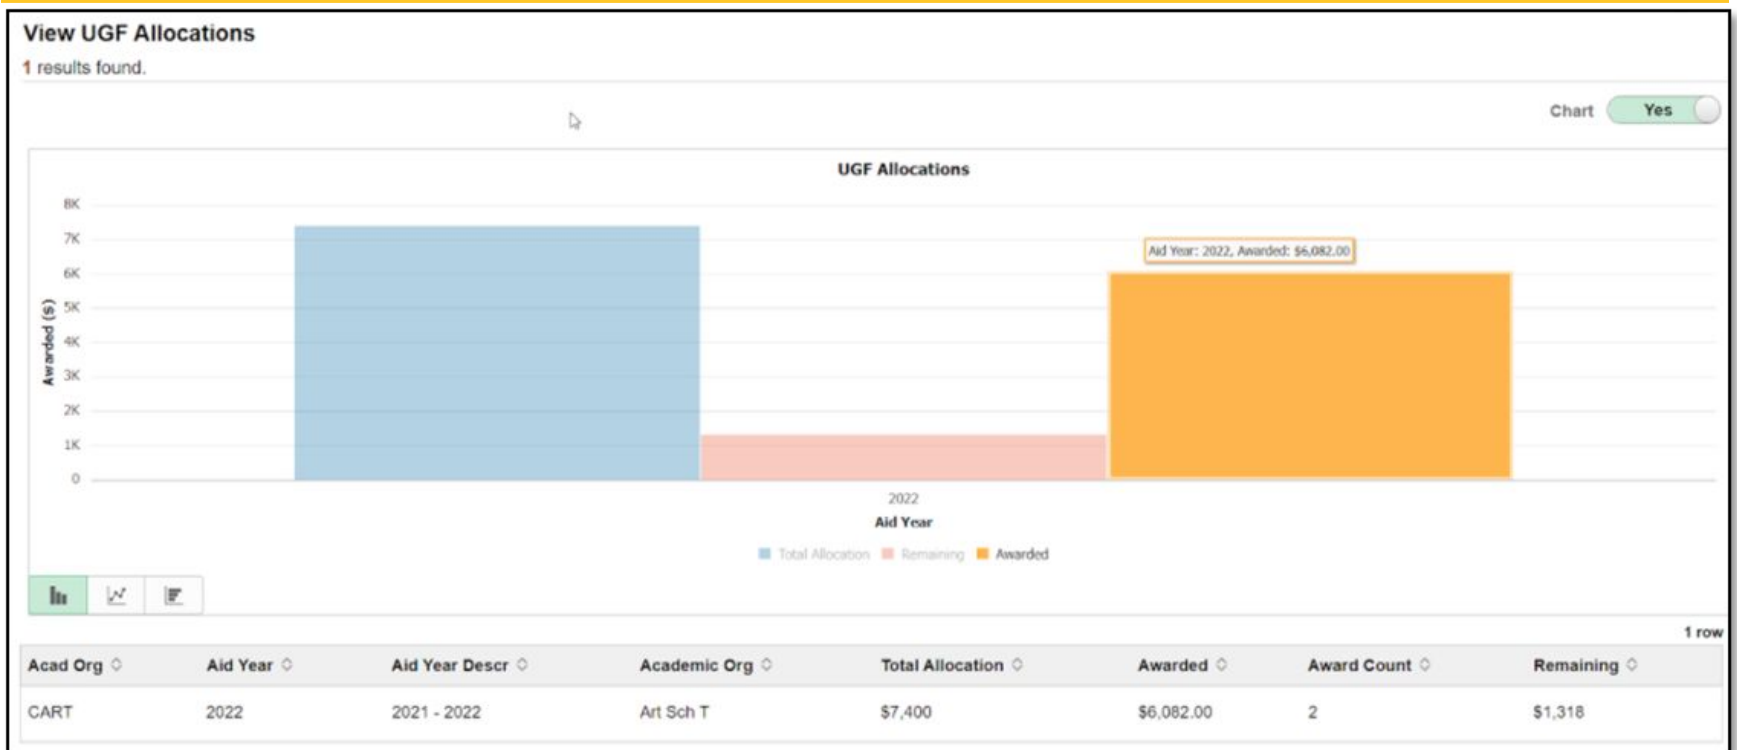 View UGF Allocations
1 results found.
Chart Yes
UGF Allocations
8K
7K
6K
5K
4K
3K
2K
1K
0
Awarded ($)
Aid Year: 2022, Awarded: $6,082.00
2022
Aid Year
Total Allocation Remaining Awarded
1 row
Acad Org Aid Year Aid Year Descr Academic Org Total Allocation Awarded Award Count Remaining
CART 2022 2021 - 2022 Art Sch T $7,400 $6,082.00 2 $1,318